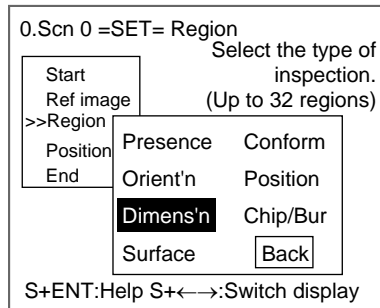 0.Scn 0 =SET= Region
Select the type of
inspection.
(Up to 32 regions)
Start
Ref image
>>Region
Position
End
Presence Conform
Orient'n Position
Dimens'n Chip/Bur
Surface Back
S+ENT:Help S+←→:Switch display